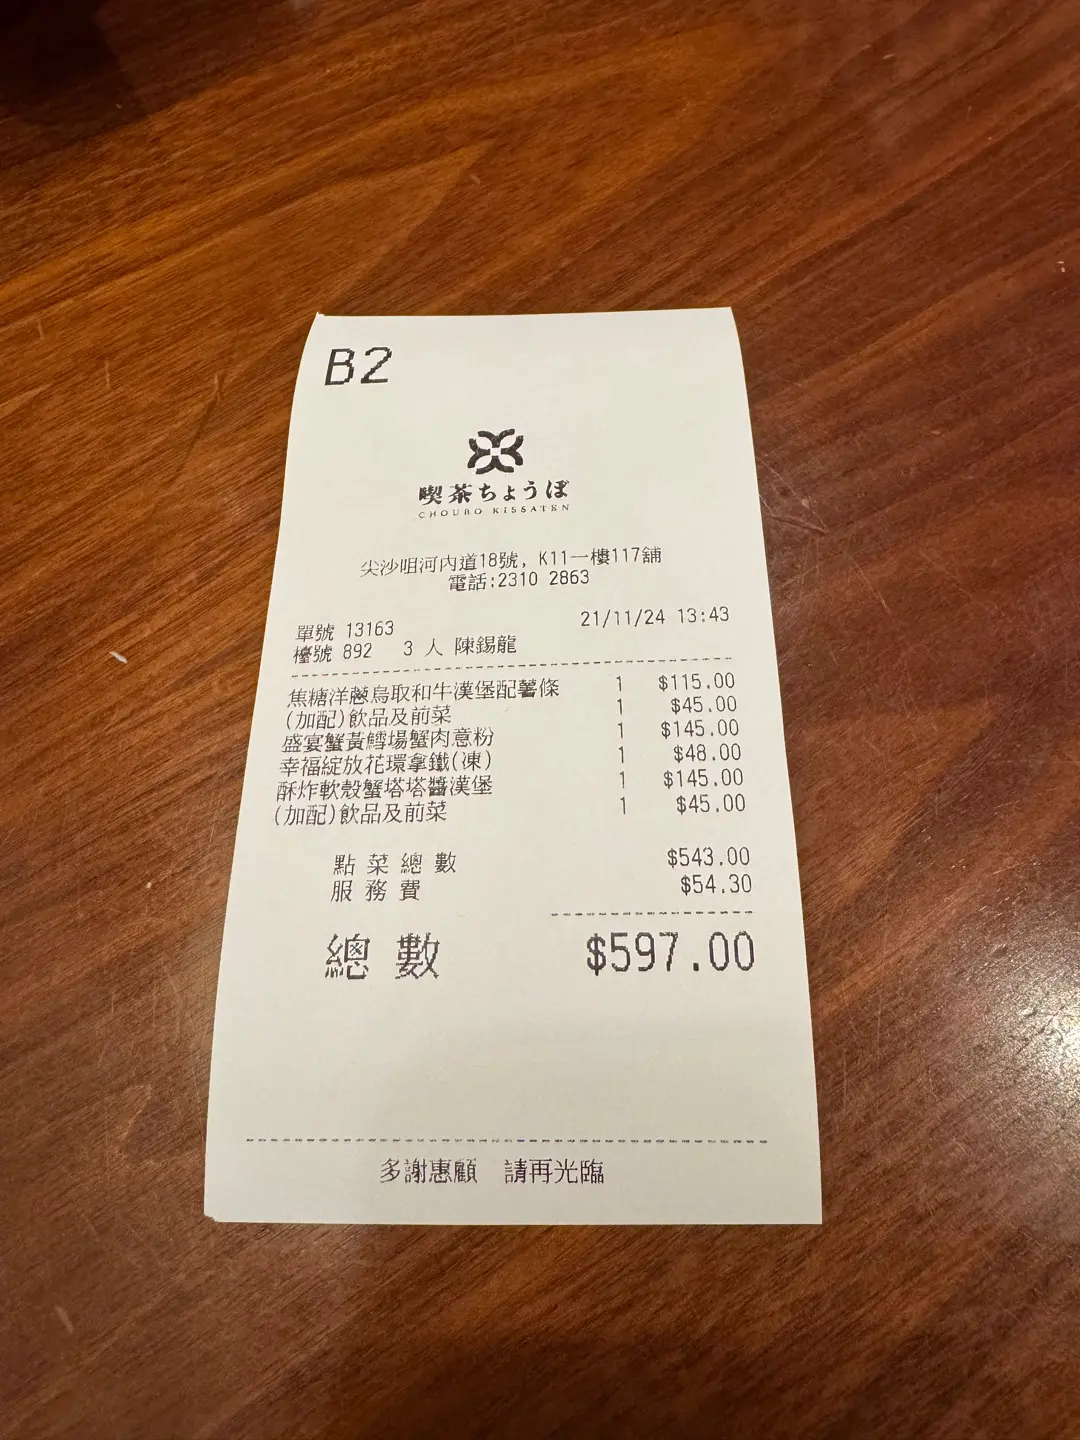 B2
喫茶ちょうぼ
CHOUBO KISSATEN
尖沙咀河內道18號, K11一樓117舖
電話:2310 2863
單號 13163 21/11/24 13:43
檯號 892 3 人 陳錫龍
焦糖洋蔥鳥取和牛漢堡配薯條 1 $115.00
(加配)飲品及前菜 1 $45.00
盛宴蟹黃鱈場蟹肉意粉 1 $145.00
幸福綻放花環拿鐵(凍) 1 $48.00
酥炸軟殼蟹塔塔醬漢堡 1 $145.00
(加配)飲品及前菜 1 $45.00
點菜總數 $543.00
服務費 $54.30
總數 $597.00
多謝惠顧 請再光臨